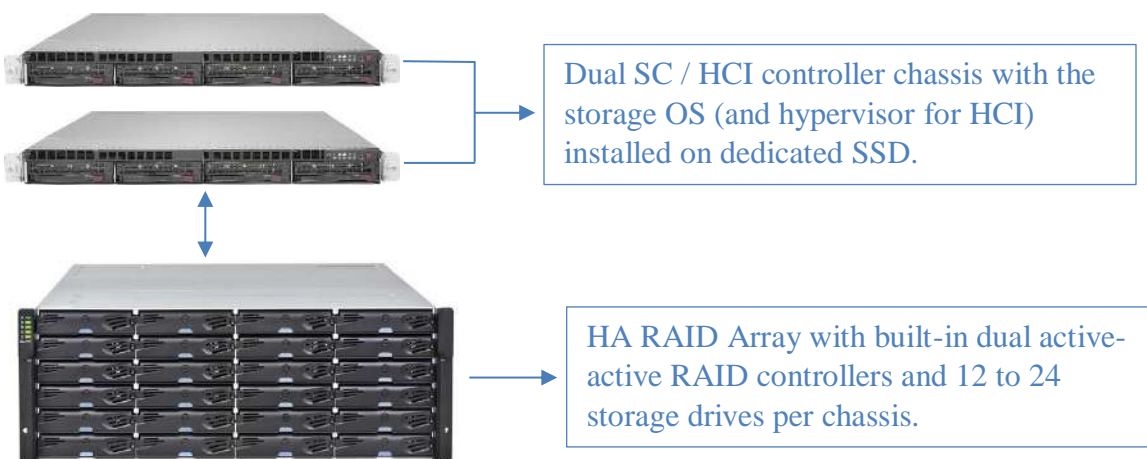 Dual SC / HCI controller chassis with the
storage OS (and hypervisor for HCI)
installed on dedicated SSD.
HA RAID Array with built-in dual active-
active RAID controllers and 12 to 24
storage drives per chassis.